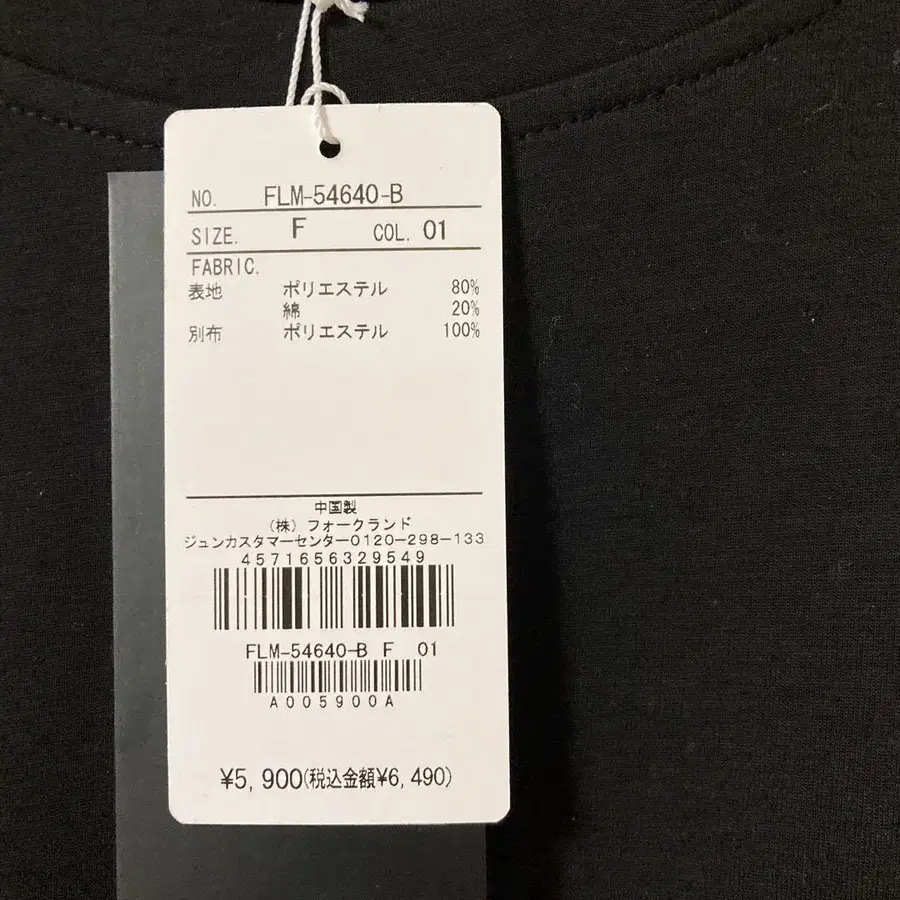 NO. FLM-54640-B
SIZE. F COL. 01
FABRIC.
表地 ポリエステル 80%
綿 20%
別布 ポリエステル 100%
中国製
(株) フォークランド
ジュンカスタマーセンター0120-298-133
4571656329549
FLM-54640-B F 01
A005900A
¥5,900(税込金額¥6,490)